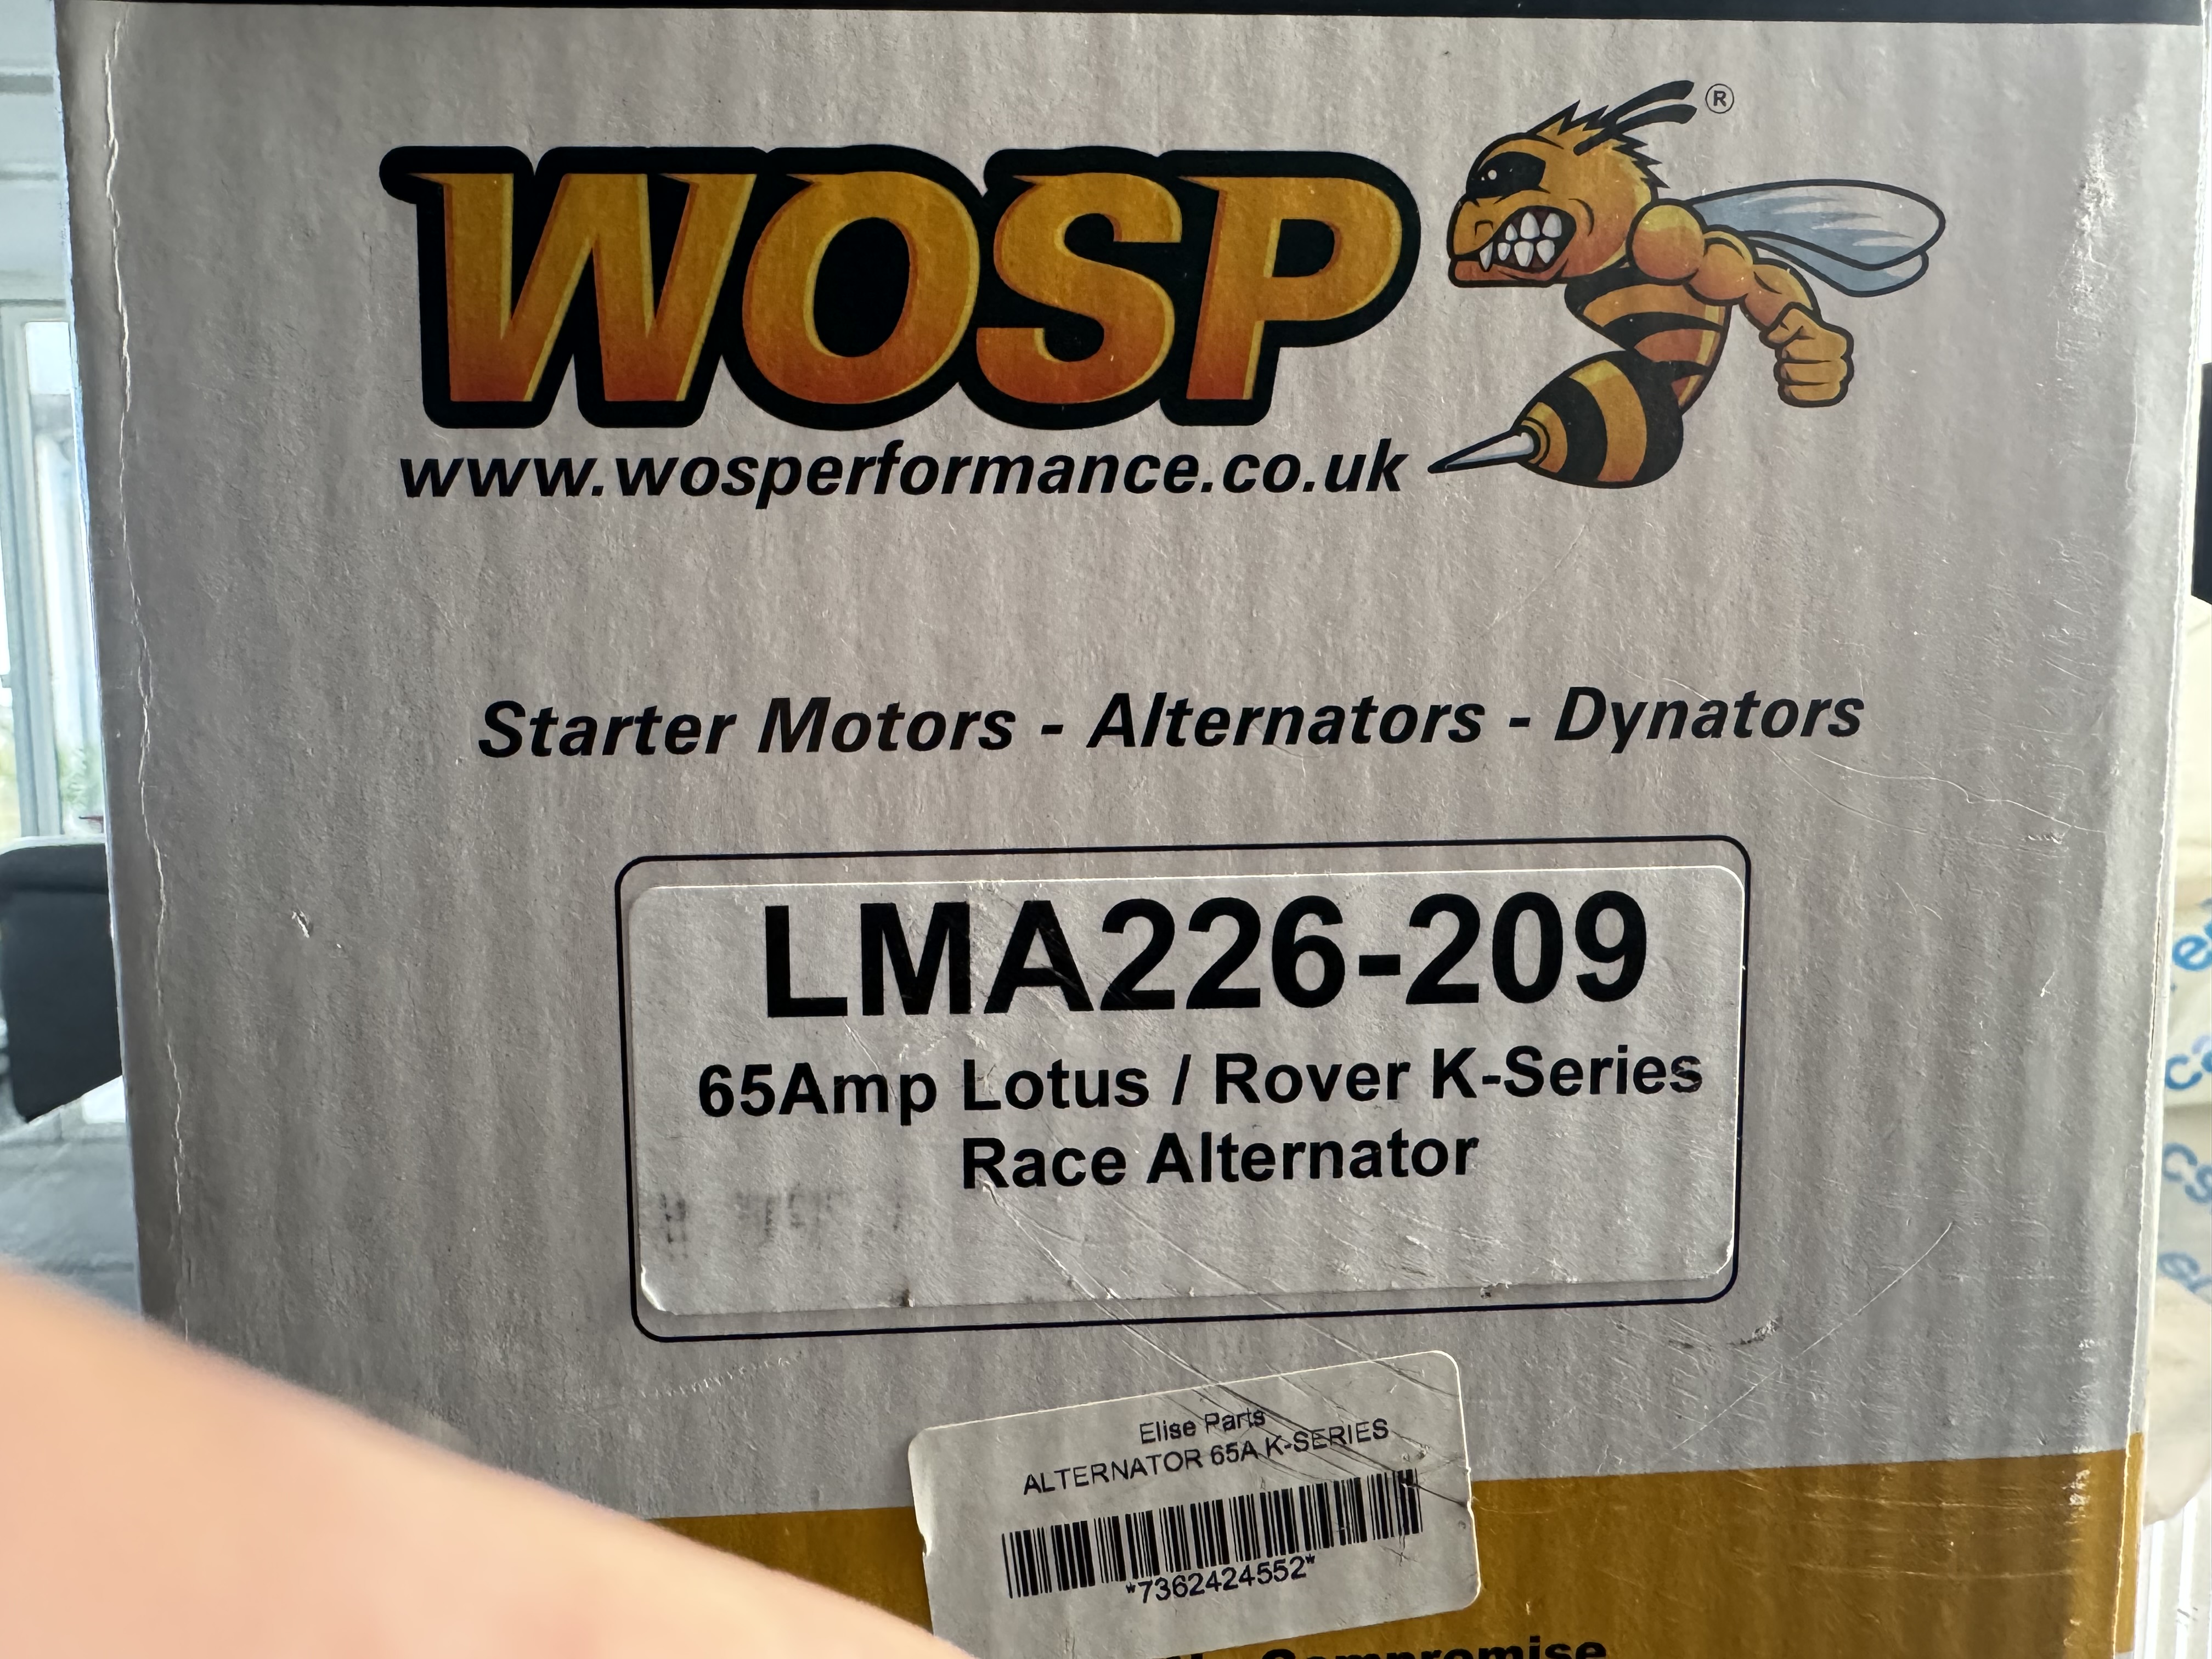 WOSP
®
www.wosperformance.co.uk
Starter Motors - Alternators - Dynators
LMA226-209
65Amp Lotus / Rover K-Series
Race Alternator
Elise Parts
ALTERNATOR 65A K-SERIES
*7362424552*
Compromise